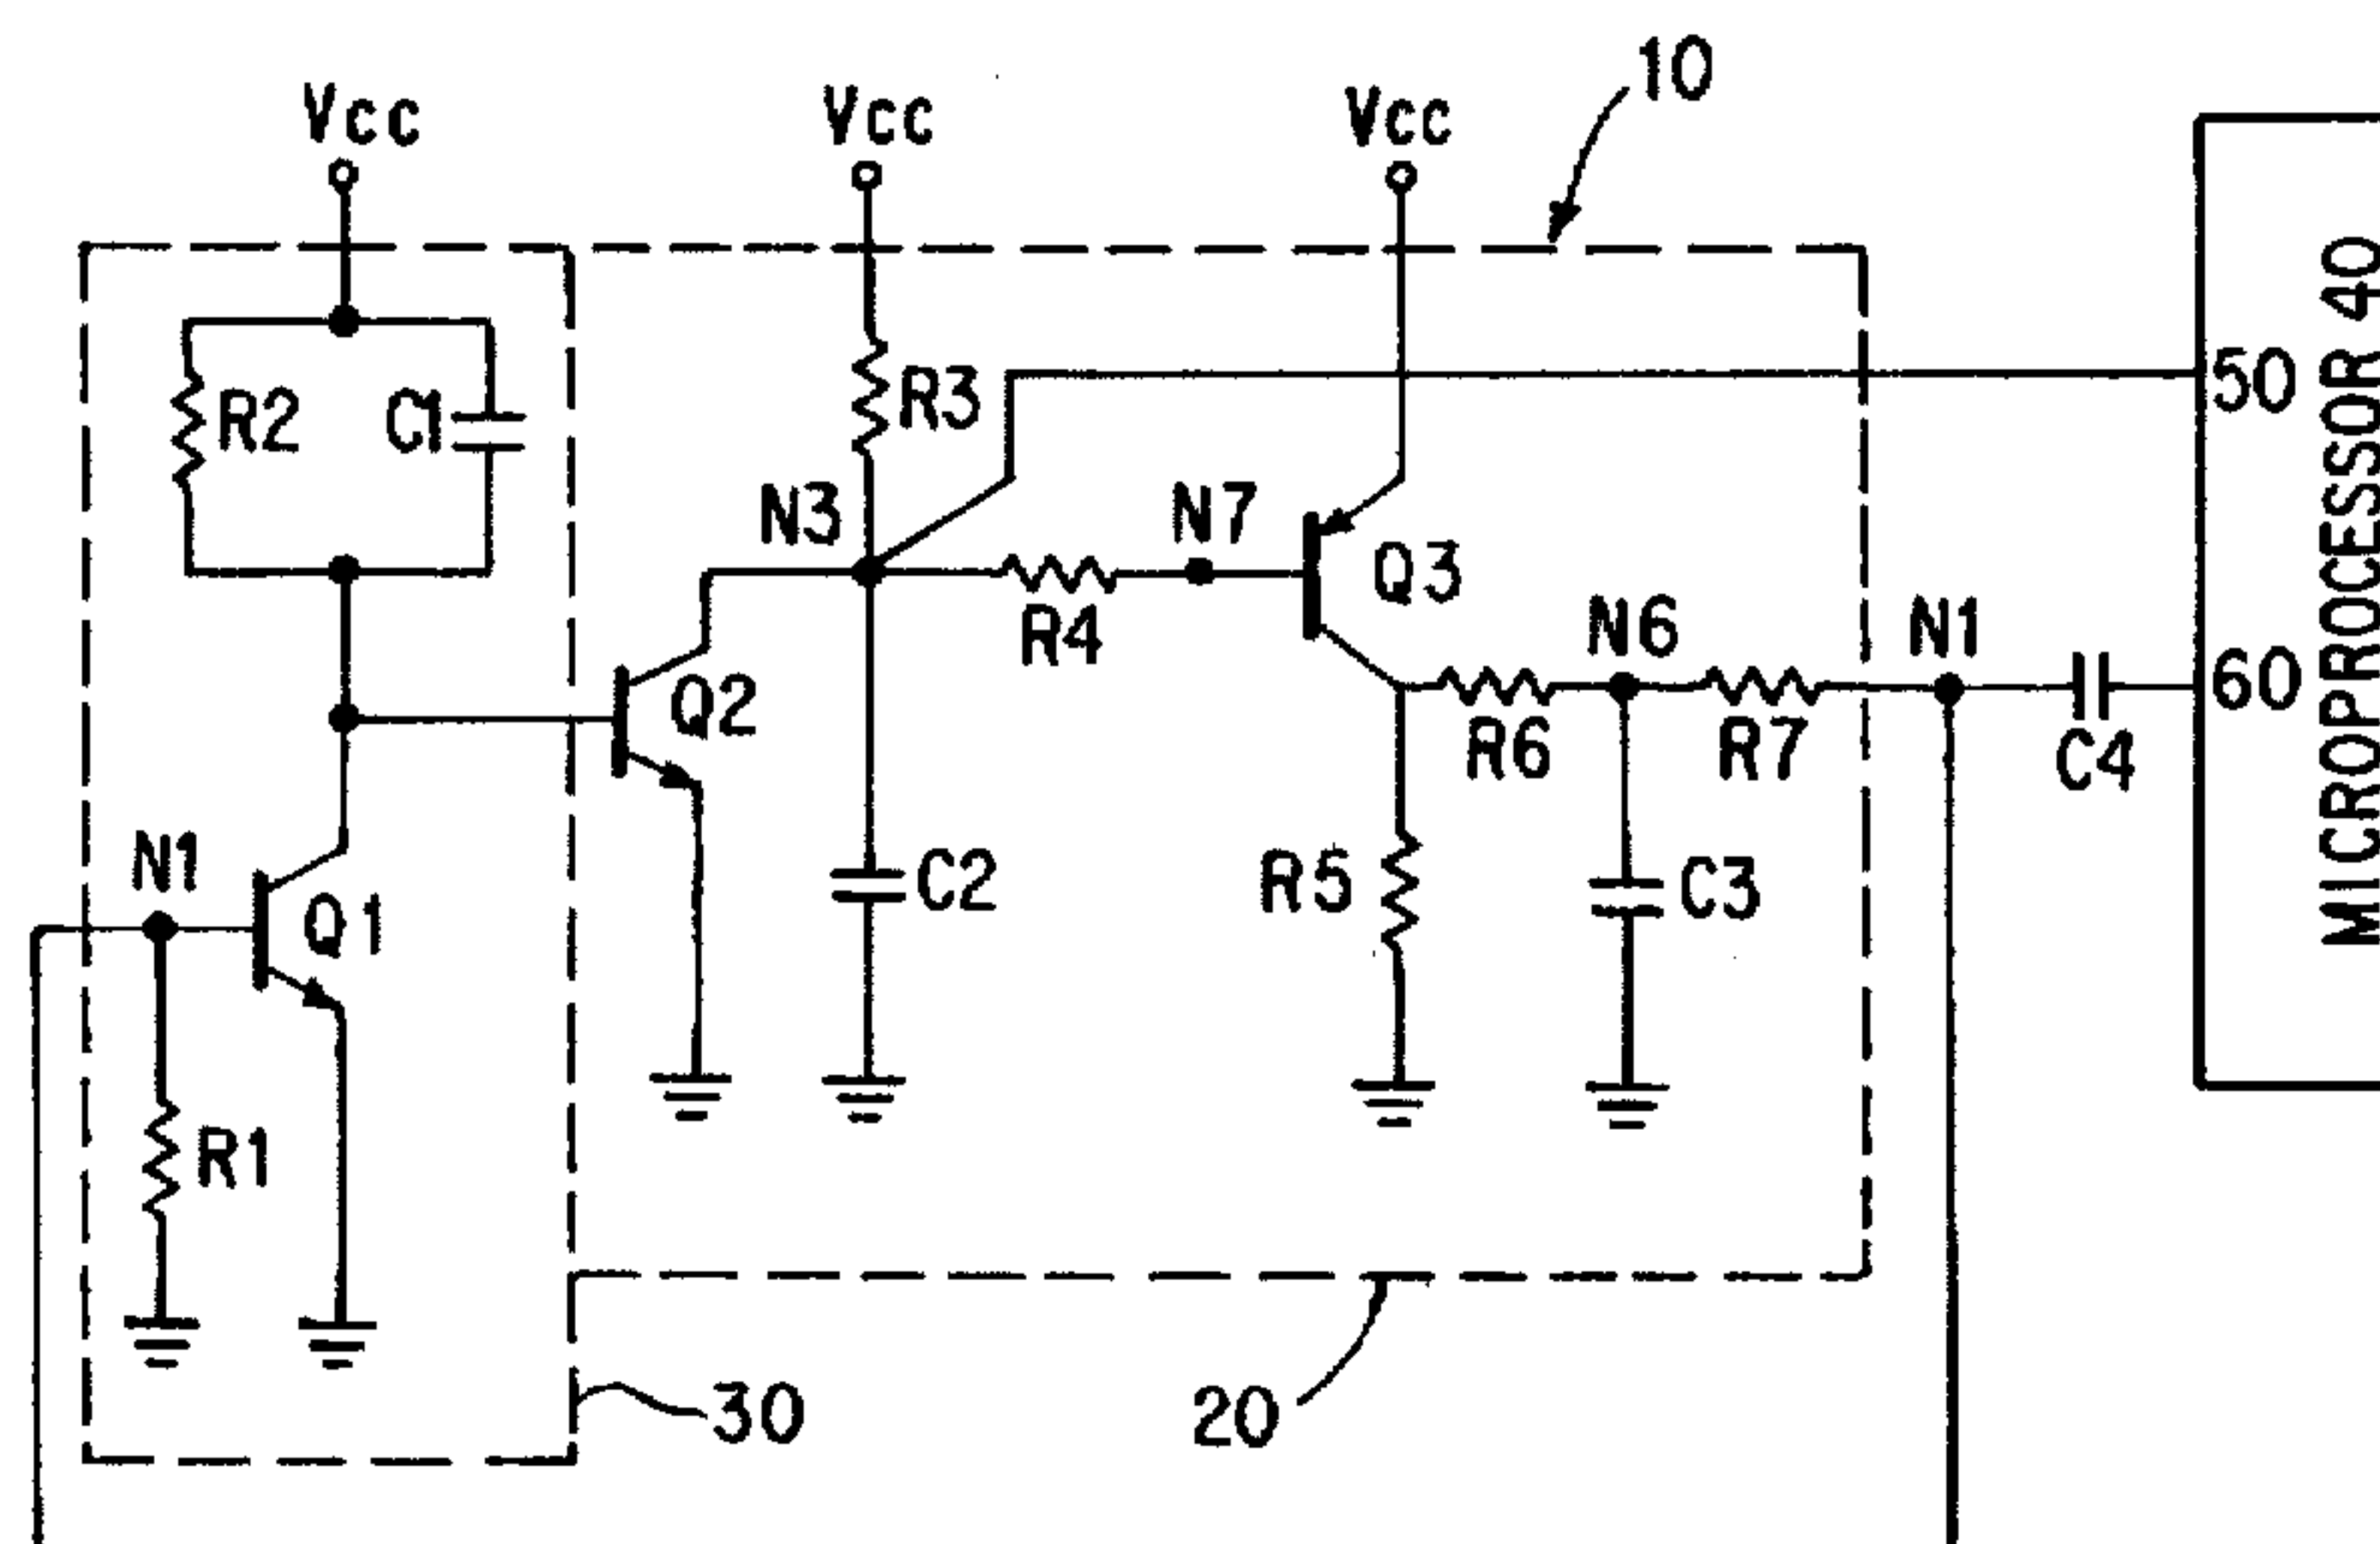 10
Vcc
Vcc
Vcc
R2
C1
R3
50
MICROPROCESSOR 40
N3
N7
Q3
R4
N6
N1
60
Q2
R6
R7
C4
N1
Q1
C2
R5
C3
R1
30
20